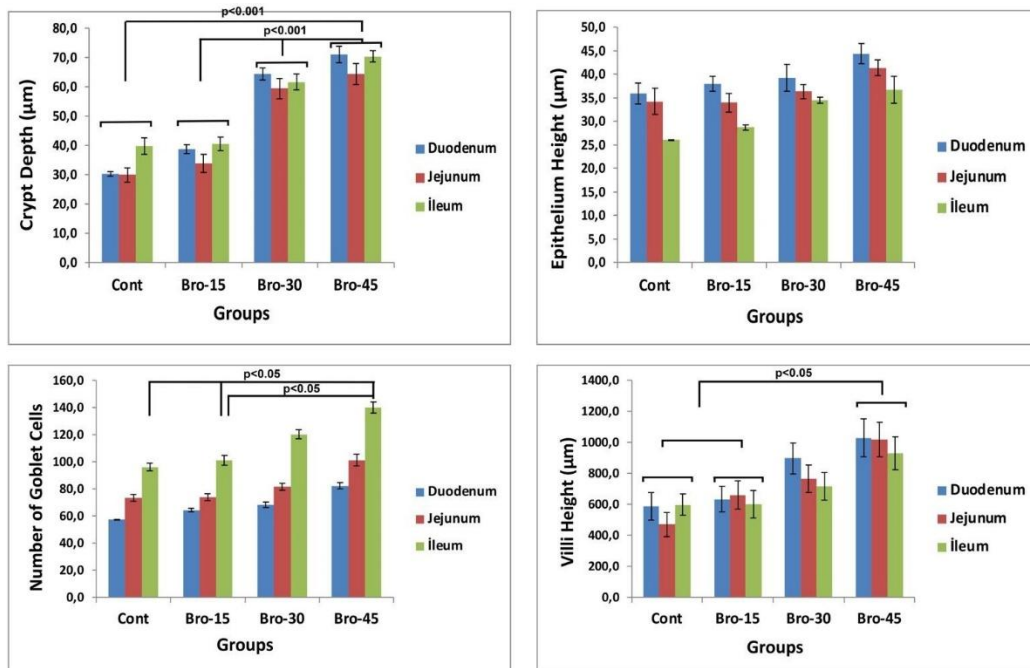 p<0.001
p<0.001
Crypt Depth (µm)
80,0
70,0
60,0
50,0
40,0
30,0
20,0
10,0
0,0
Cont Bro-15 Bro-30 Bro-45
Groups
Duodenum
Jejunum
İleum
Epithelium Height (µm)
50,0
45,0
40,0
35,0
30,0
25,0
20,0
15,0
10,0
5,0
0,0
Cont Bro-15 Bro-30 Bro-45
Groups
Duodenum
Jejunum
İleum
p<0.05
p<0.05
Number of Goblet Cells
160,0
140,0
120,0
100,0
80,0
60,0
40,0
20,0
0,0
Cont Bro-15 Bro-30 Bro-45
Groups
Duodenum
Jejunum
İleum
p<0.05
Villi Height (µm)
1400,0
1200,0
1000,0
800,0
600,0
400,0
200,0
0,0
Cont Bro-15 Bro-30 Bro-45
Groups
Duodenum
Jejunum
İleum